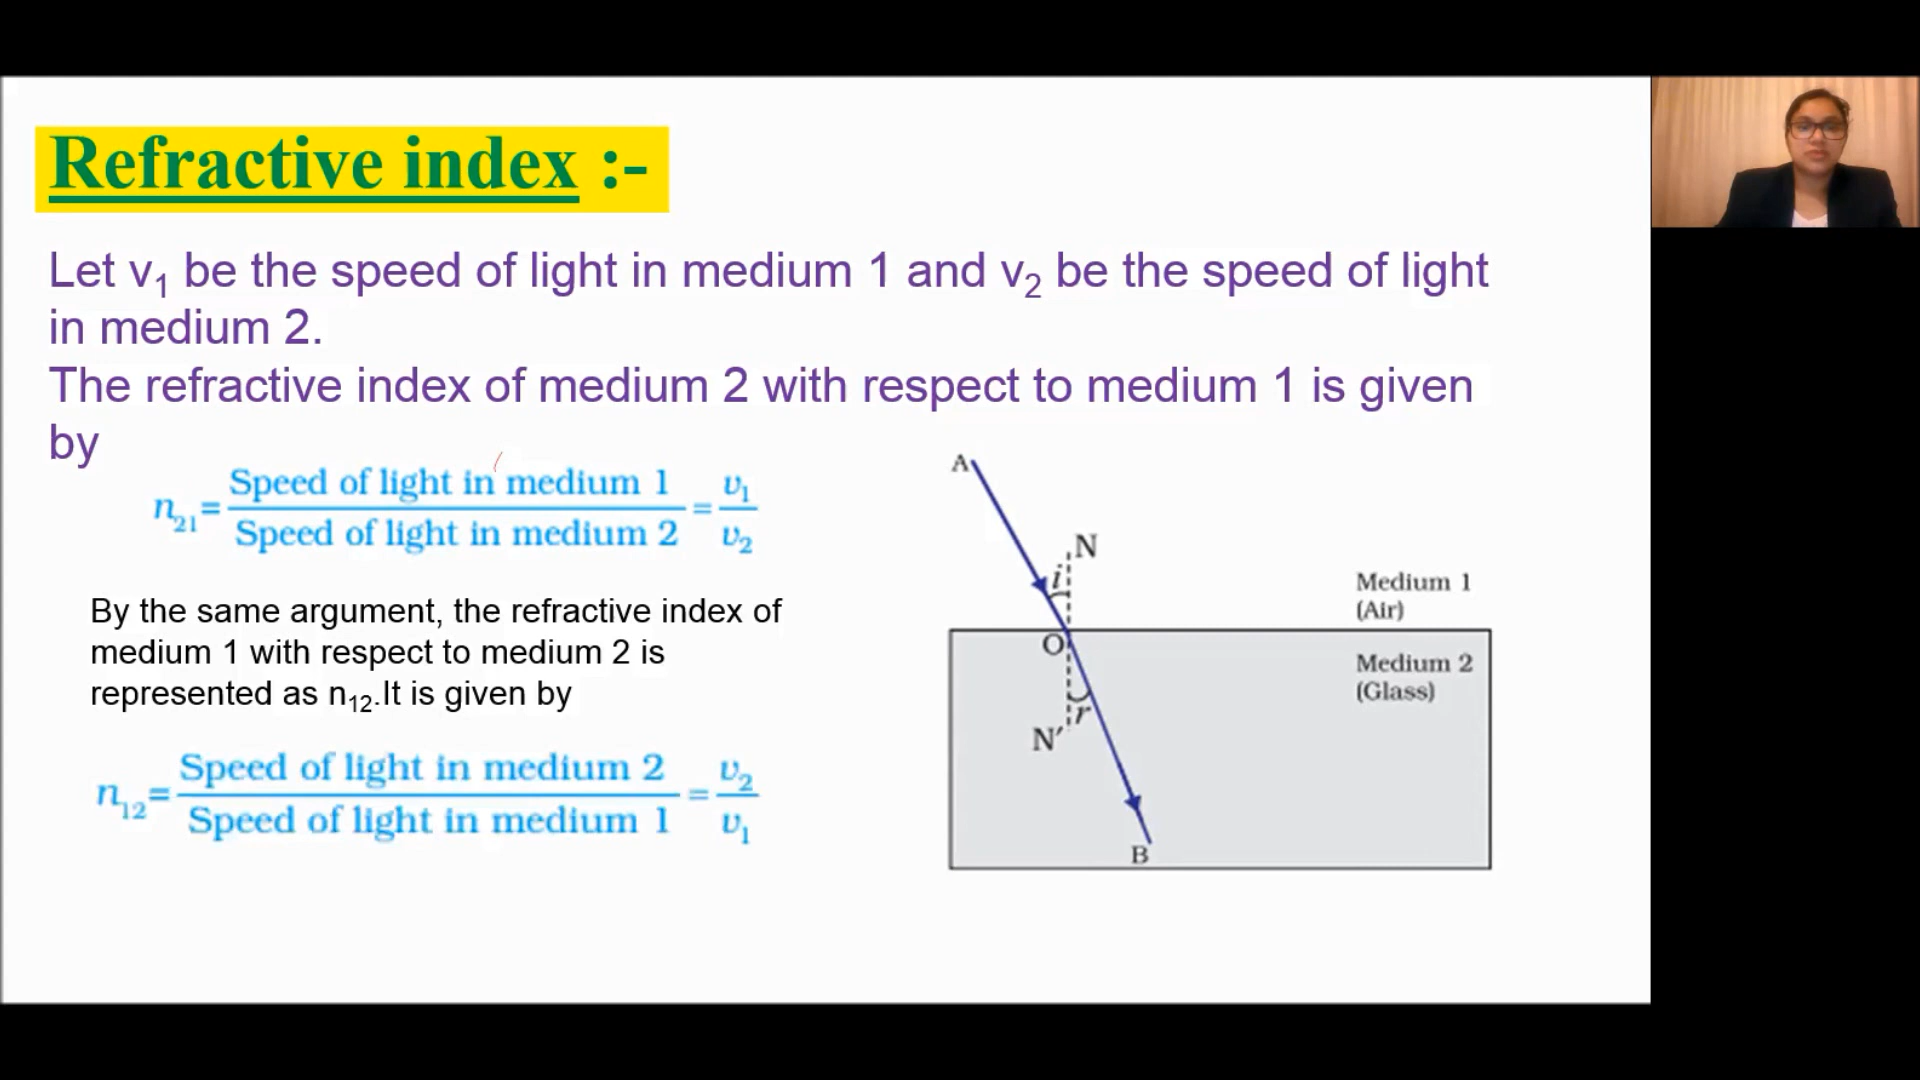 Refractive index :-
Let v₁ be the speed of light in medium 1 and v₂ be the speed of light
in medium 2.
The refractive index of medium 2 with respect to medium 1 is given
by
n₂₁= Speed of light in medium 1 / Speed of light in medium 2 = υ₁/υ₂
By the same argument, the refractive index of
medium 1 with respect to medium 2 is
represented as n₁₂.It is given by
n₁₂= Speed of light in medium 2 / Speed of light in medium 1 = υ₂/υ₁
A
N
i
Medium 1
(Air)
O
Medium 2
(Glass)
r
N′
B